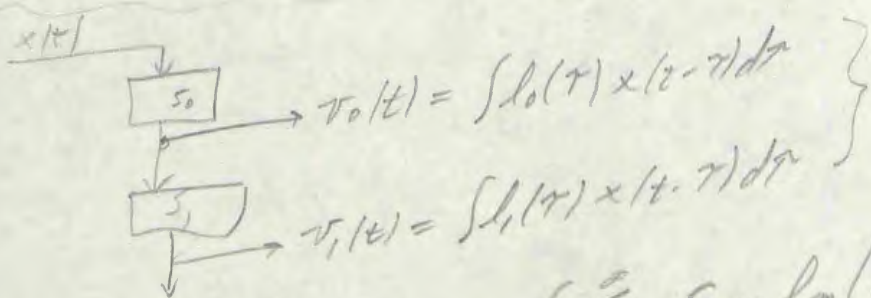 x(t)
S₀
v₀(t) = ∫l₀(τ) x(t-τ)dτ }
S₁
v₁(t) = ∫l₁(τ) x(t-τ)dτ